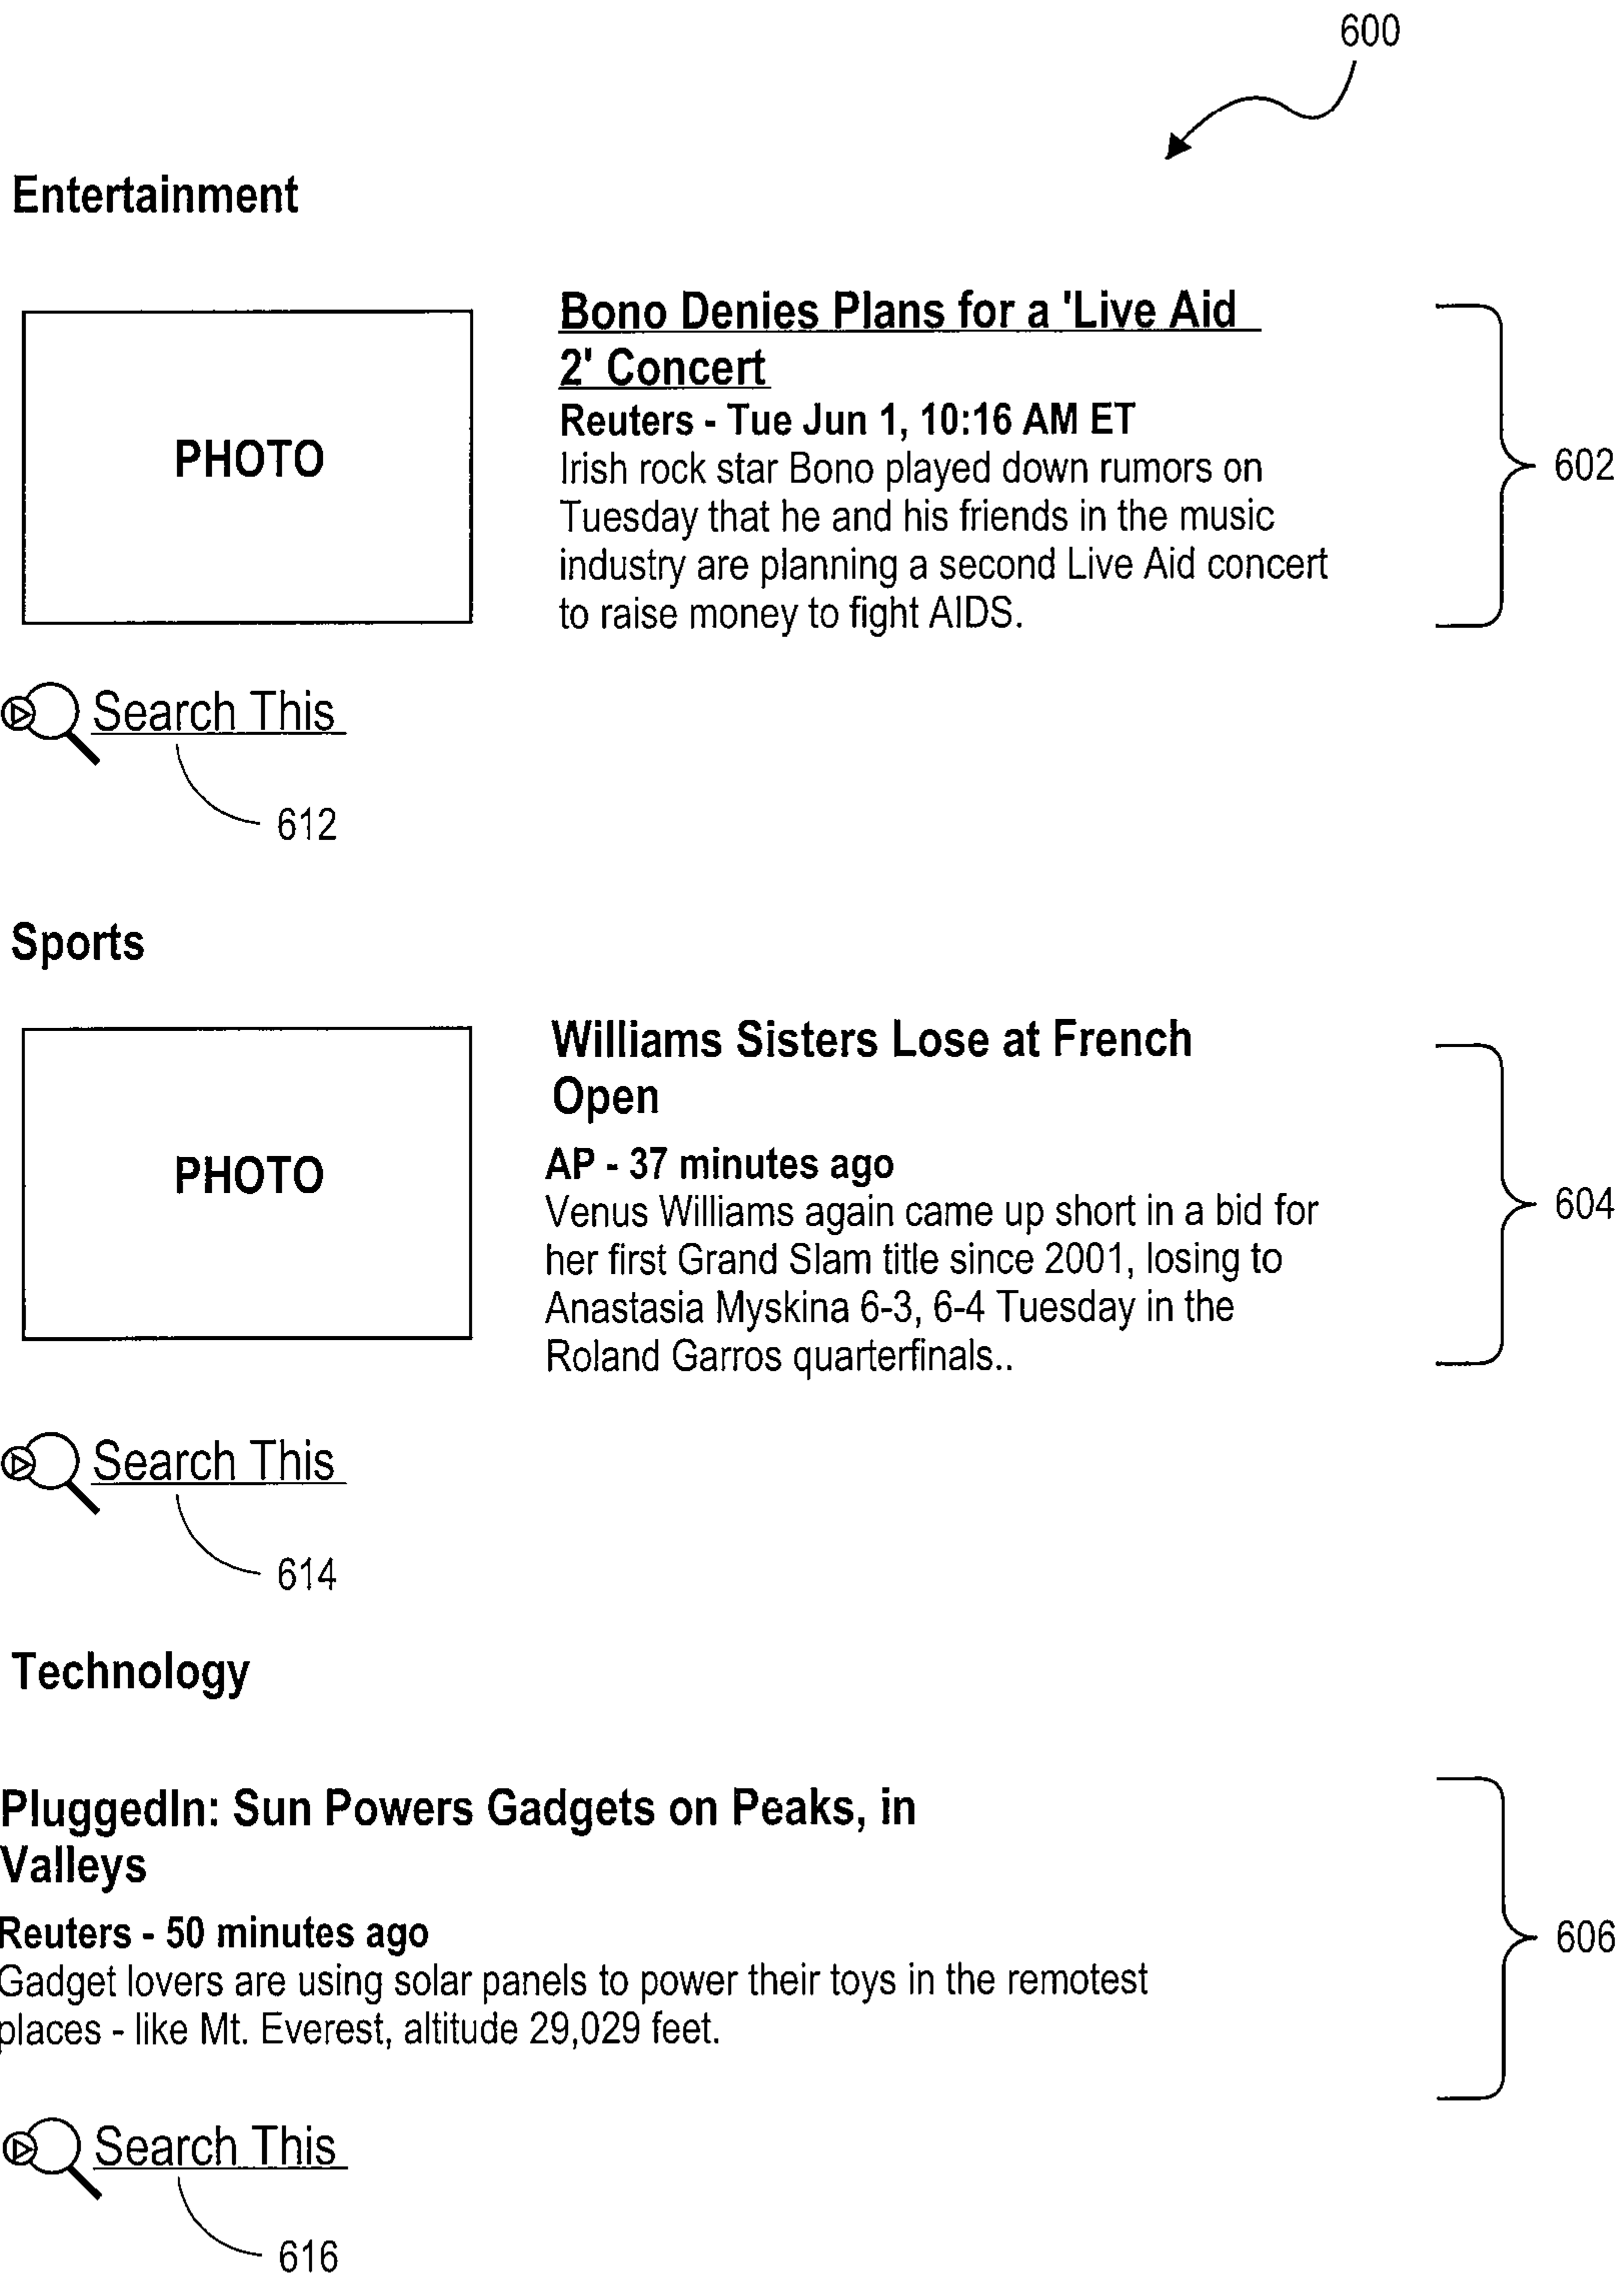 600
Entertainment
PHOTO
Bono Denies Plans for a 'Live Aid
2' Concert
Reuters - Tue Jun 1, 10:16 AM ET
Irish rock star Bono played down rumors on
Tuesday that he and his friends in the music
industry are planning a second Live Aid concert
to raise money to fight AIDS.
602
Search This
612
Sports
PHOTO
Williams Sisters Lose at French
Open
AP - 37 minutes ago
Venus Williams again came up short in a bid for
her first Grand Slam title since 2001, losing to
Anastasia Myskina 6-3, 6-4 Tuesday in the
Roland Garros quarterfinals..
604
Search This
614
Technology
PluggedIn: Sun Powers Gadgets on Peaks, in
Valleys
Reuters - 50 minutes ago
Gadget lovers are using solar panels to power their toys in the remotest
places - like Mt. Everest, altitude 29,029 feet.
606
Search This
616